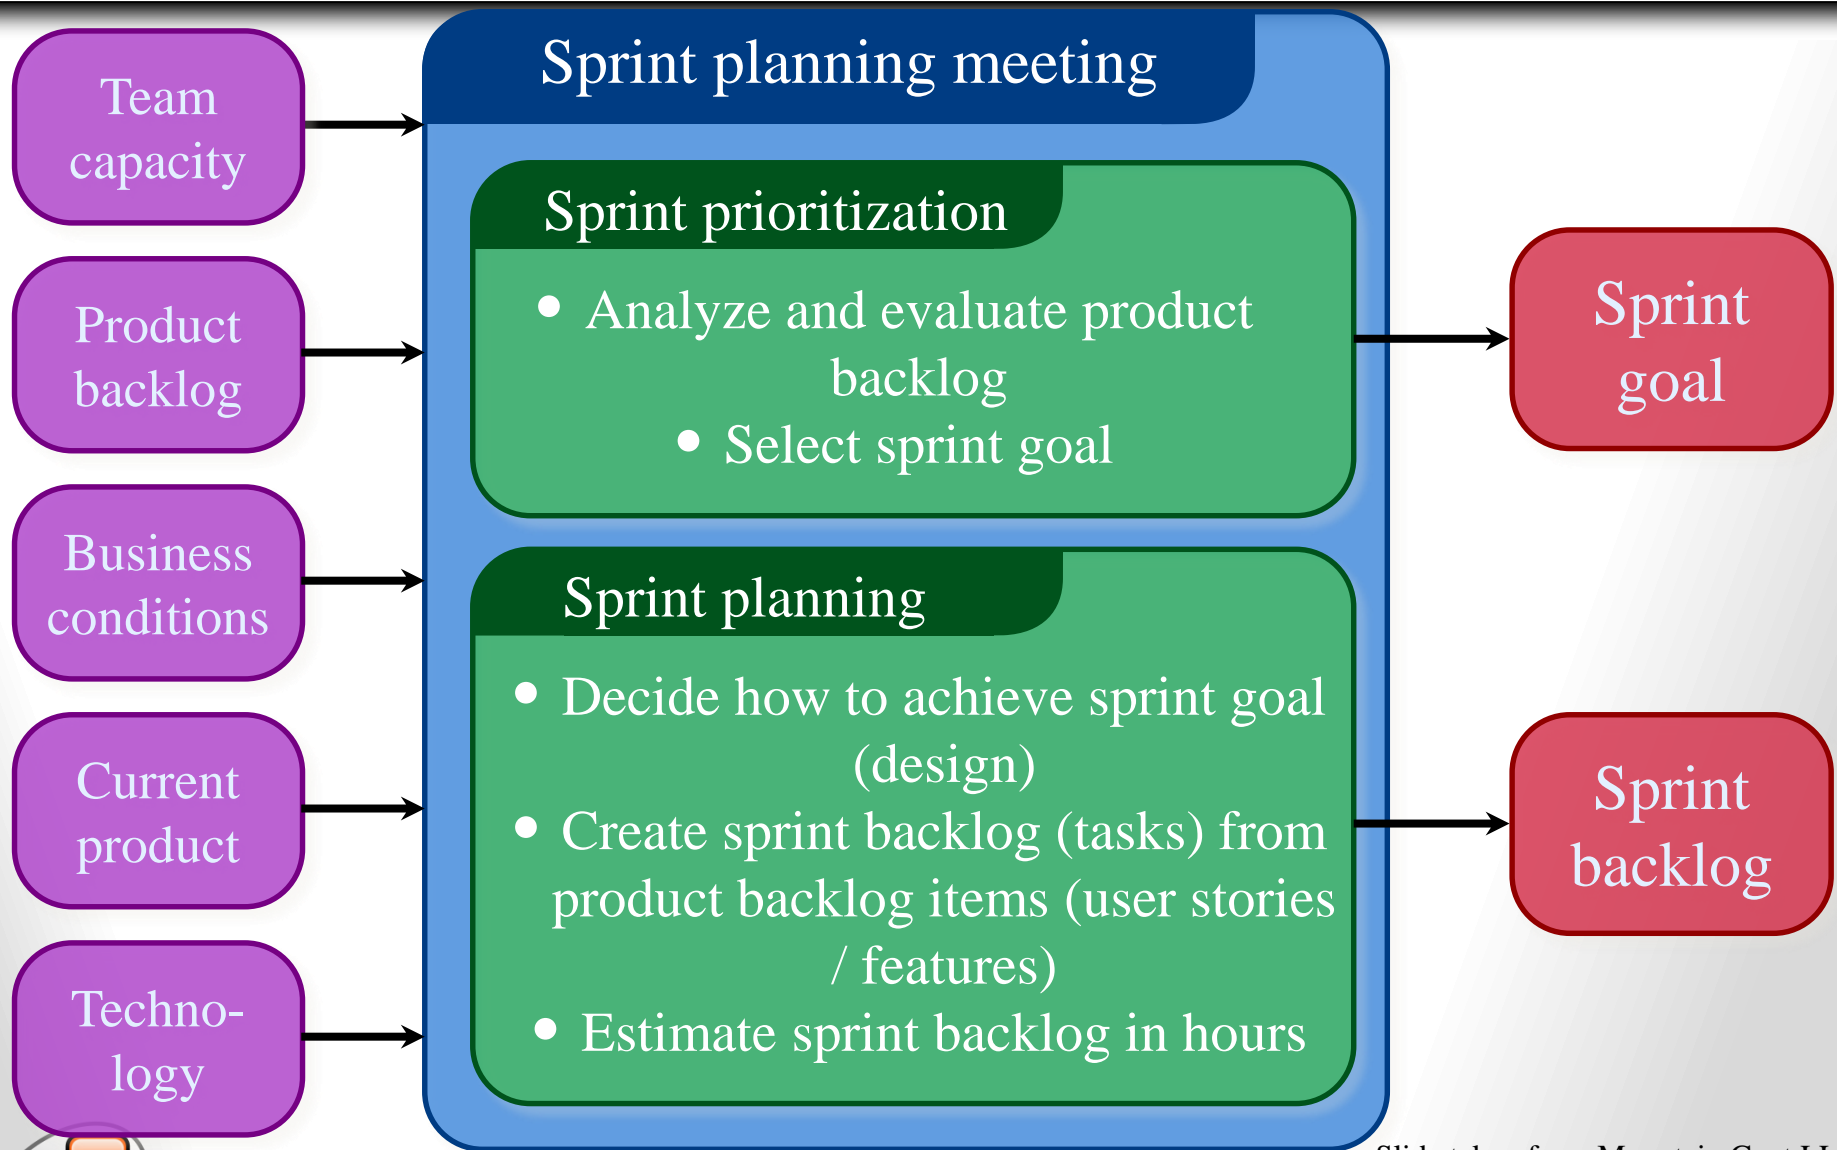 Team
capacity
Product
backlog
Business
conditions
Current
product
Techno-
logy
Sprint planning meeting
Sprint prioritization
• Analyze and evaluate product
backlog
• Select sprint goal
Sprint planning
• Decide how to achieve sprint goal
(design)
• Create sprint backlog (tasks) from
product backlog items (user stories
/ features)
• Estimate sprint backlog in hours
Sprint
goal
Sprint
backlog